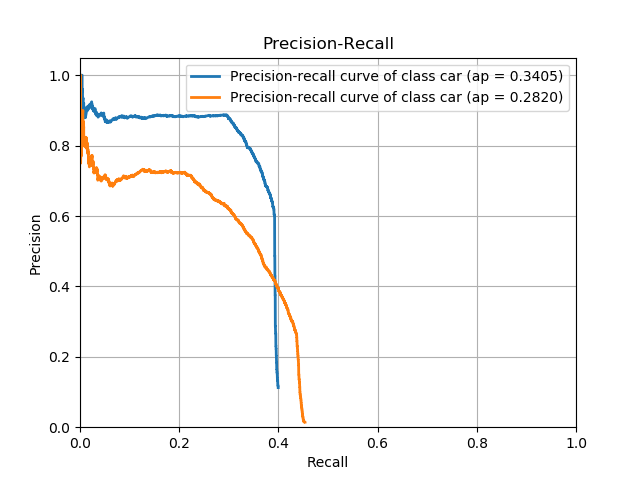 Precision-Recall
Precision-recall curve of class car (ap = 0.3405)
Precision-recall curve of class car (ap = 0.2820)
Precision
1.0
0.8
0.6
0.4
0.2
0.0
0.0 0.2 0.4 0.6 0.8 1.0
Recall